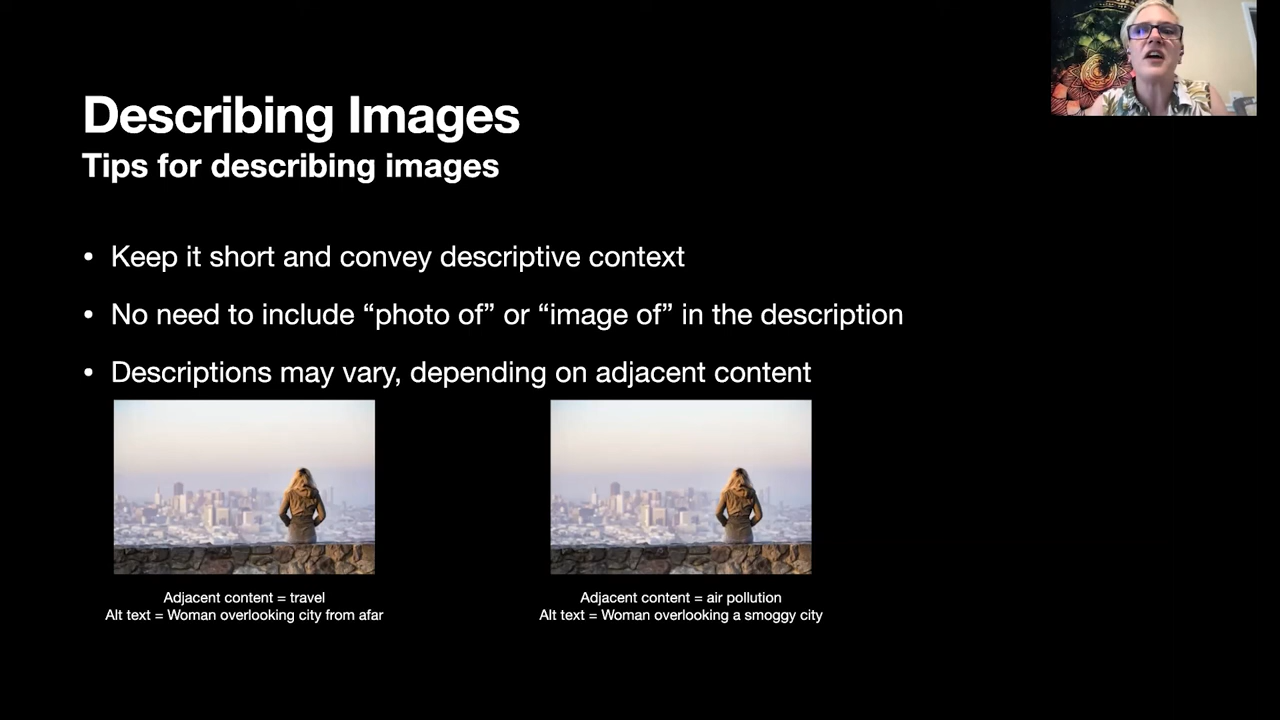 Describing Images
Tips for describing images
• Keep it short and convey descriptive context
• No need to include “photo of” or “image of” in the description
• Descriptions may vary, depending on adjacent content
Adjacent content = travel
Alt text = Woman overlooking city from afar
Adjacent content = air pollution
Alt text = Woman overlooking a smoggy city